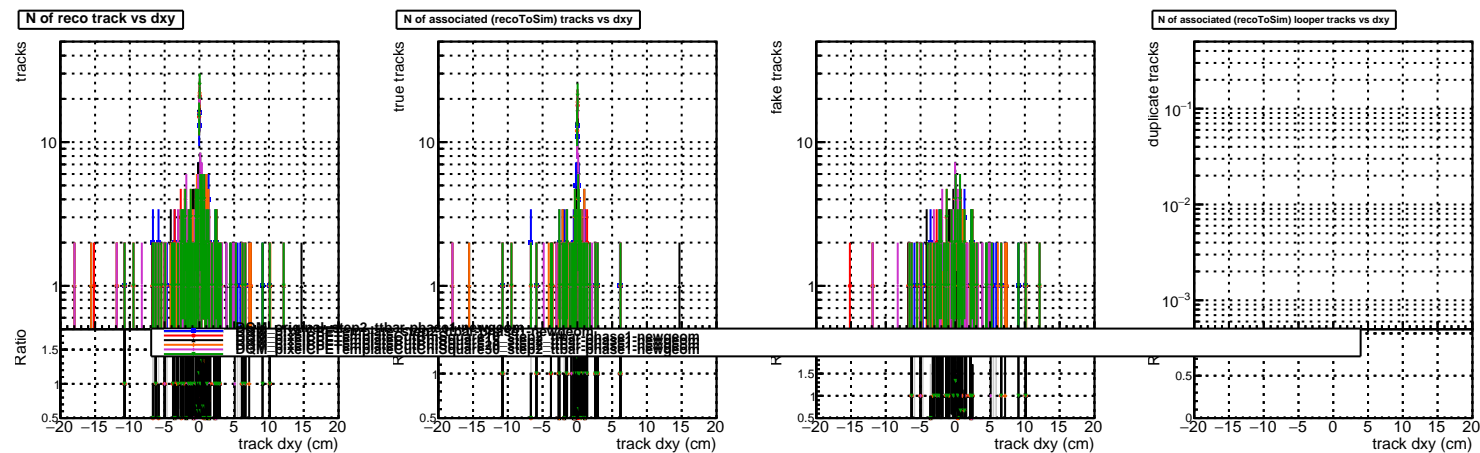 N of reco track vs dxy
tracks
10
1
Ratio
1.5
1
0.5
−20 −15 −10 −5 0 5 10 15 20
track dxy (cm)
N of associated (recoToSim) tracks vs dxy
true tracks
10
1
1
0.5
−20 −15 −10 −5 0 5 10 15 20
track dxy (cm)
fake tracks
10
1
1.5
1
0.5
−20 −15 −10 −5 0 5 10 15 20
track dxy (cm)
N of associated (recoToSim) looper tracks vs dxy
duplicate tracks
10−1
10−2
10−3
0.5
0
−20 −15 −10 −5 0 5 10 15 20
track dxy (cm)